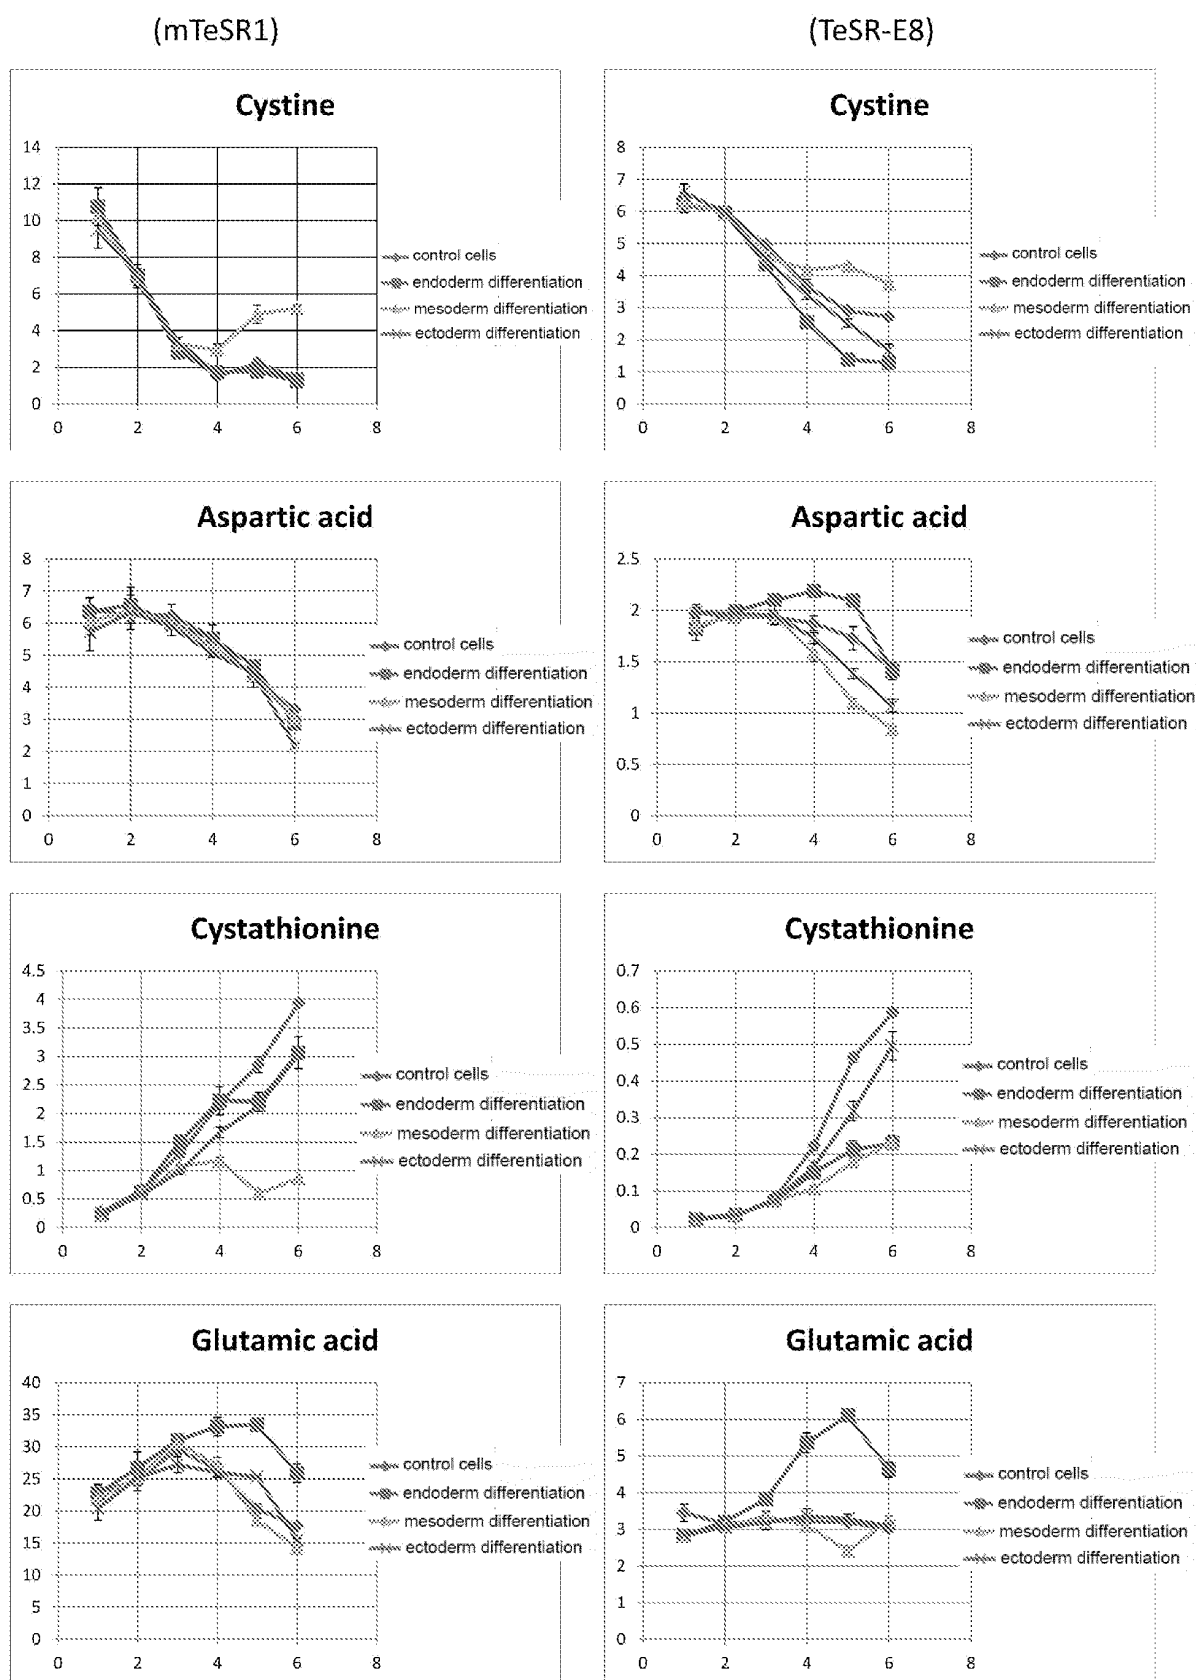 (mTeSR1)
(TeSR-E8)
Cystine
14
12
10
8
6
4
2
0
0 2 4 6 8
control cells
endoderm differentiation
mesoderm differentiation
ectoderm differentiation
Cystine
8
7
6
5
4
3
2
1
0
0 2 4 6 8
control cells
endoderm differentiation
mesoderm differentiation
ectoderm differentiation
Aspartic acid
8
7
6
5
4
3
2
1
0
0 2 4 6 8
control cells
endoderm differentiation
mesoderm differentiation
ectoderm differentiation
Aspartic acid
2.5
2
1.5
1
0.5
0
0 2 4 6 8
control cells
endoderm differentiation
mesoderm differentiation
ectoderm differentiation
Cystathionine
4.5
4
3.5
3
2.5
2
1.5
1
0.5
0
0 2 4 6 8
control cells
endoderm differentiation
mesoderm differentiation
ectoderm differentiation
Cystathionine
0.7
0.6
0.5
0.4
0.3
0.2
0.1
0
0 2 4 6 8
control cells
endoderm differentiation
mesoderm differentiation
ectoderm differentiation
Glutamic acid
40
35
30
25
20
15
10
5
0
0 2 4 6 8
control cells
endoderm differentiation
mesoderm differentiation
ectoderm differentiation
Glutamic acid
7
6
5
4
3
2
1
0
0 2 4 6 8
control cells
endoderm differentiation
mesoderm differentiation
ectoderm differentiation